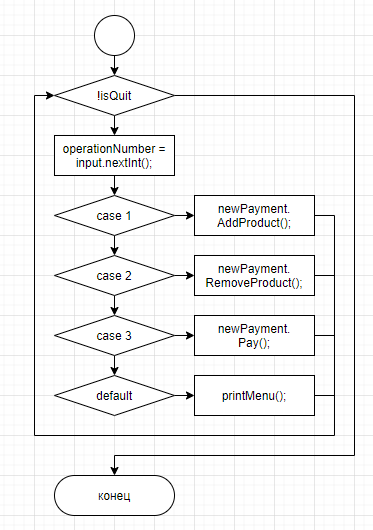 !isQuit
operationNumber =
input.nextInt();
case 1
newPayment.
AddProduct();
case 2
newPayment.
RemoveProduct();
case 3
newPayment.
Pay();
default
printMenu();
конец